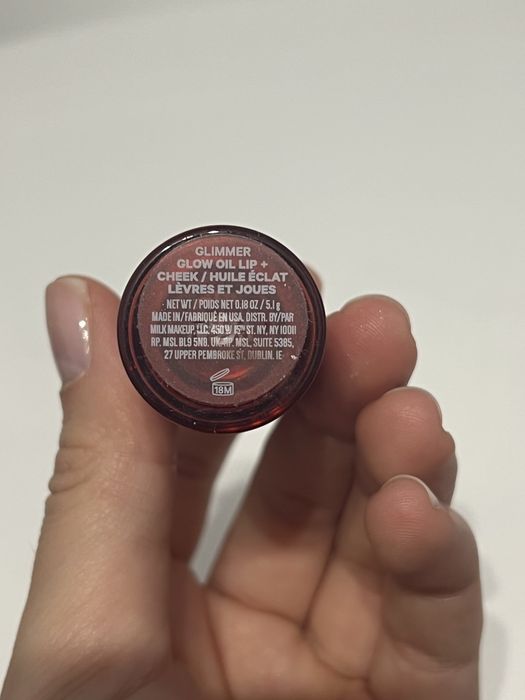 GLIMMER
GLOW OIL LIP +
CHEEK / HUILE ÉCLAT
LÈVRES ET JOUES
NET WT / POIDS NET 0.18 OZ / 5.1g
MADE IN/FABRIQUÉ EN USA. DISTR. BY/PAR
MILK MAKEUP, LLC. 450 W 15th ST. NY, NY 10011
RP, MSL BL9 5NB. UK. RP, MSL, SUITE 5385,
27 UPPER PEMBROKE ST, DUBLIN. IE
18M